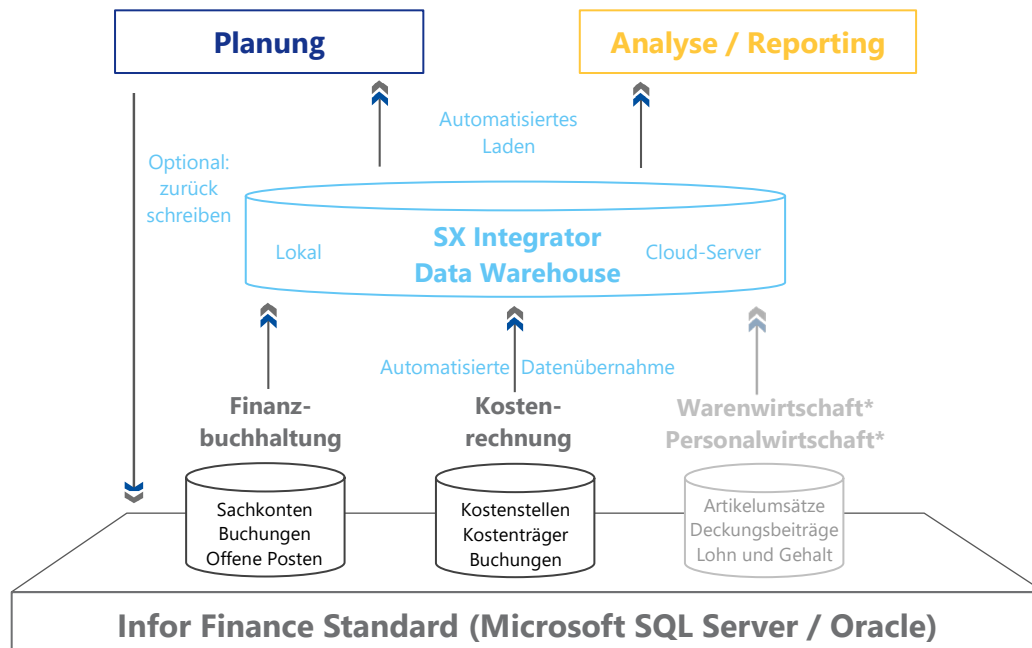 Planung
Analyse / Reporting
Automatisiertes
Laden
Optional:
zurück
schreiben
Lokal
SX Integrator
Data Warehouse
Cloud-Server
Automatisierte Datenübernahme
Finanz-
buchhaltung
Kosten-
rechnung
Warenwirtschaft*
Personalwirtschaft*
Sachkonten
Buchungen
Offene Posten
Kostenstellen
Kostenträger
Buchungen
Artikelumsätze
Deckungsbeiträge
Lohn und Gehalt
Infor Finance Standard (Microsoft SQL Server / Oracle)